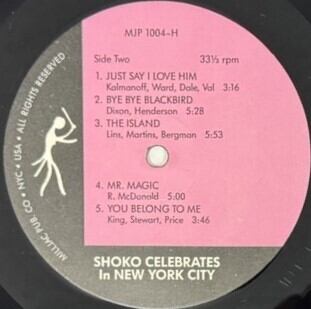 MJP 1004-H
Side Two 33⅓ rpm
1. JUST SAY I LOVE HIM
Kalmanoff, Ward, Dale, Val 3:16
2. BYE BYE BLACKBIRD
Dixon, Henderson 5:28
3. THE ISLAND
Lins, Martins, Bergman 5:53
4. MR. MAGIC
R. McDonald 5:00
5. YOU BELONG TO ME
King, Stewart, Price 3:46
SHOKO CELEBRATES
In NEW YORK CITY
MILLJAC PUB. CO • NYC • USA • ALL RIGHTS RESERVED